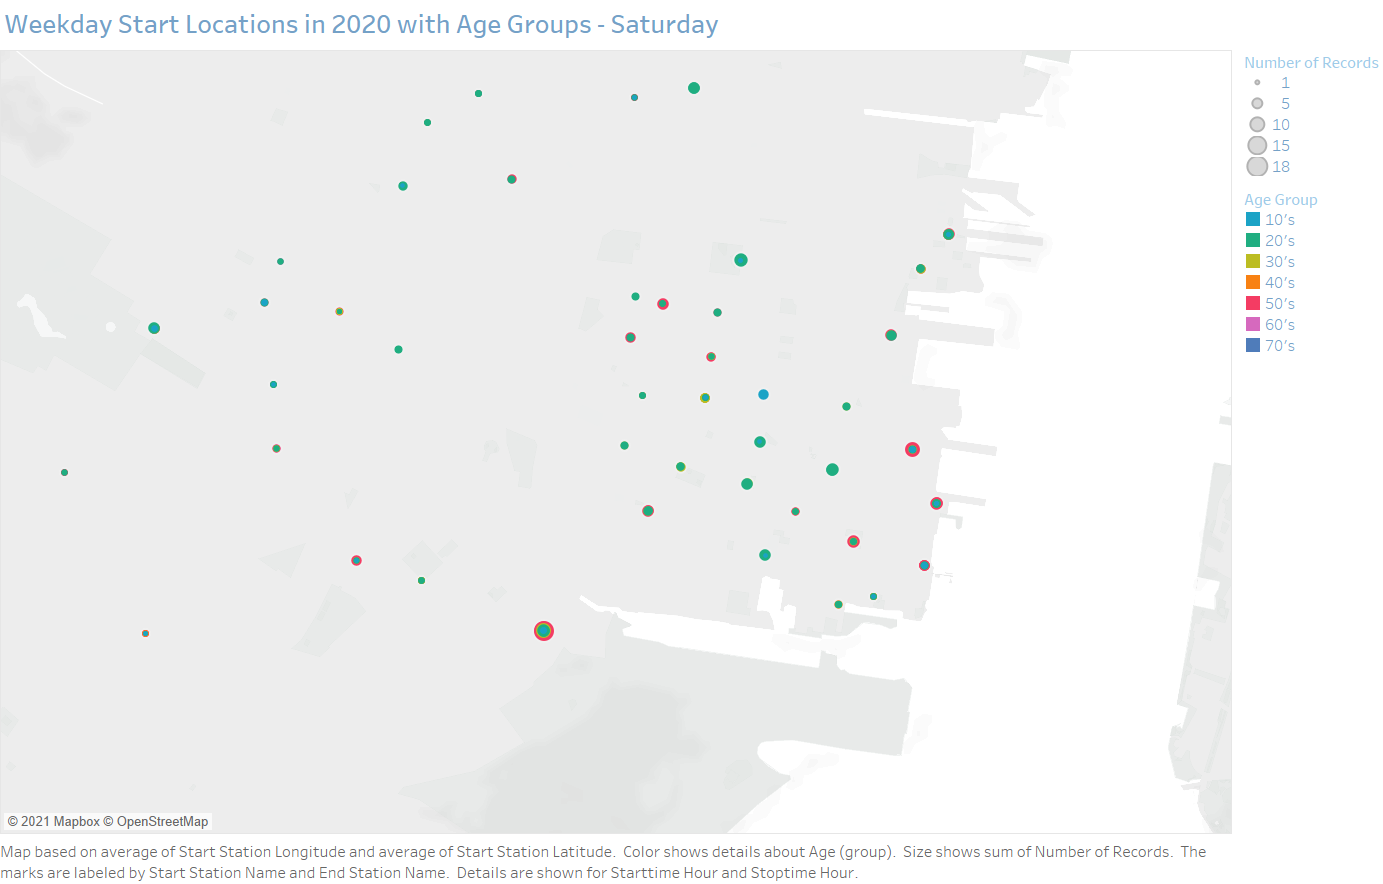 Weekday Start Locations in 2020 with Age Groups - Saturday
Number of Records
1
5
10
15
18
Age Group
10's
20's
30's
40's
50's
60's
70's
© 2021 Mapbox © OpenStreetMap
Map based on average of Start Station Longitude and average of Start Station Latitude.  Color shows details about Age (group).  Size shows sum of Number of Records.  The
marks are labeled by Start Station Name and End Station Name.  Details are shown for Starttime Hour and Stoptime Hour.